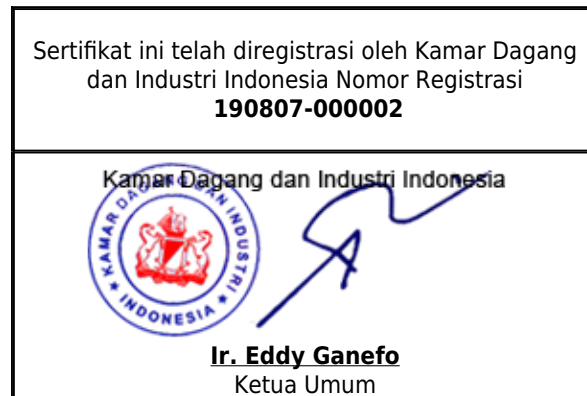 Sertifikat ini telah diregistrasi oleh Kamar Dagang
dan Industri Indonesia Nomor Registrasi
190807-000002
Kamar Dagang dan Industri Indonesia
KAMAR DAGANG DAN INDUSTRI
INDONESIA
Ir. Eddy Ganefo
Ketua Umum